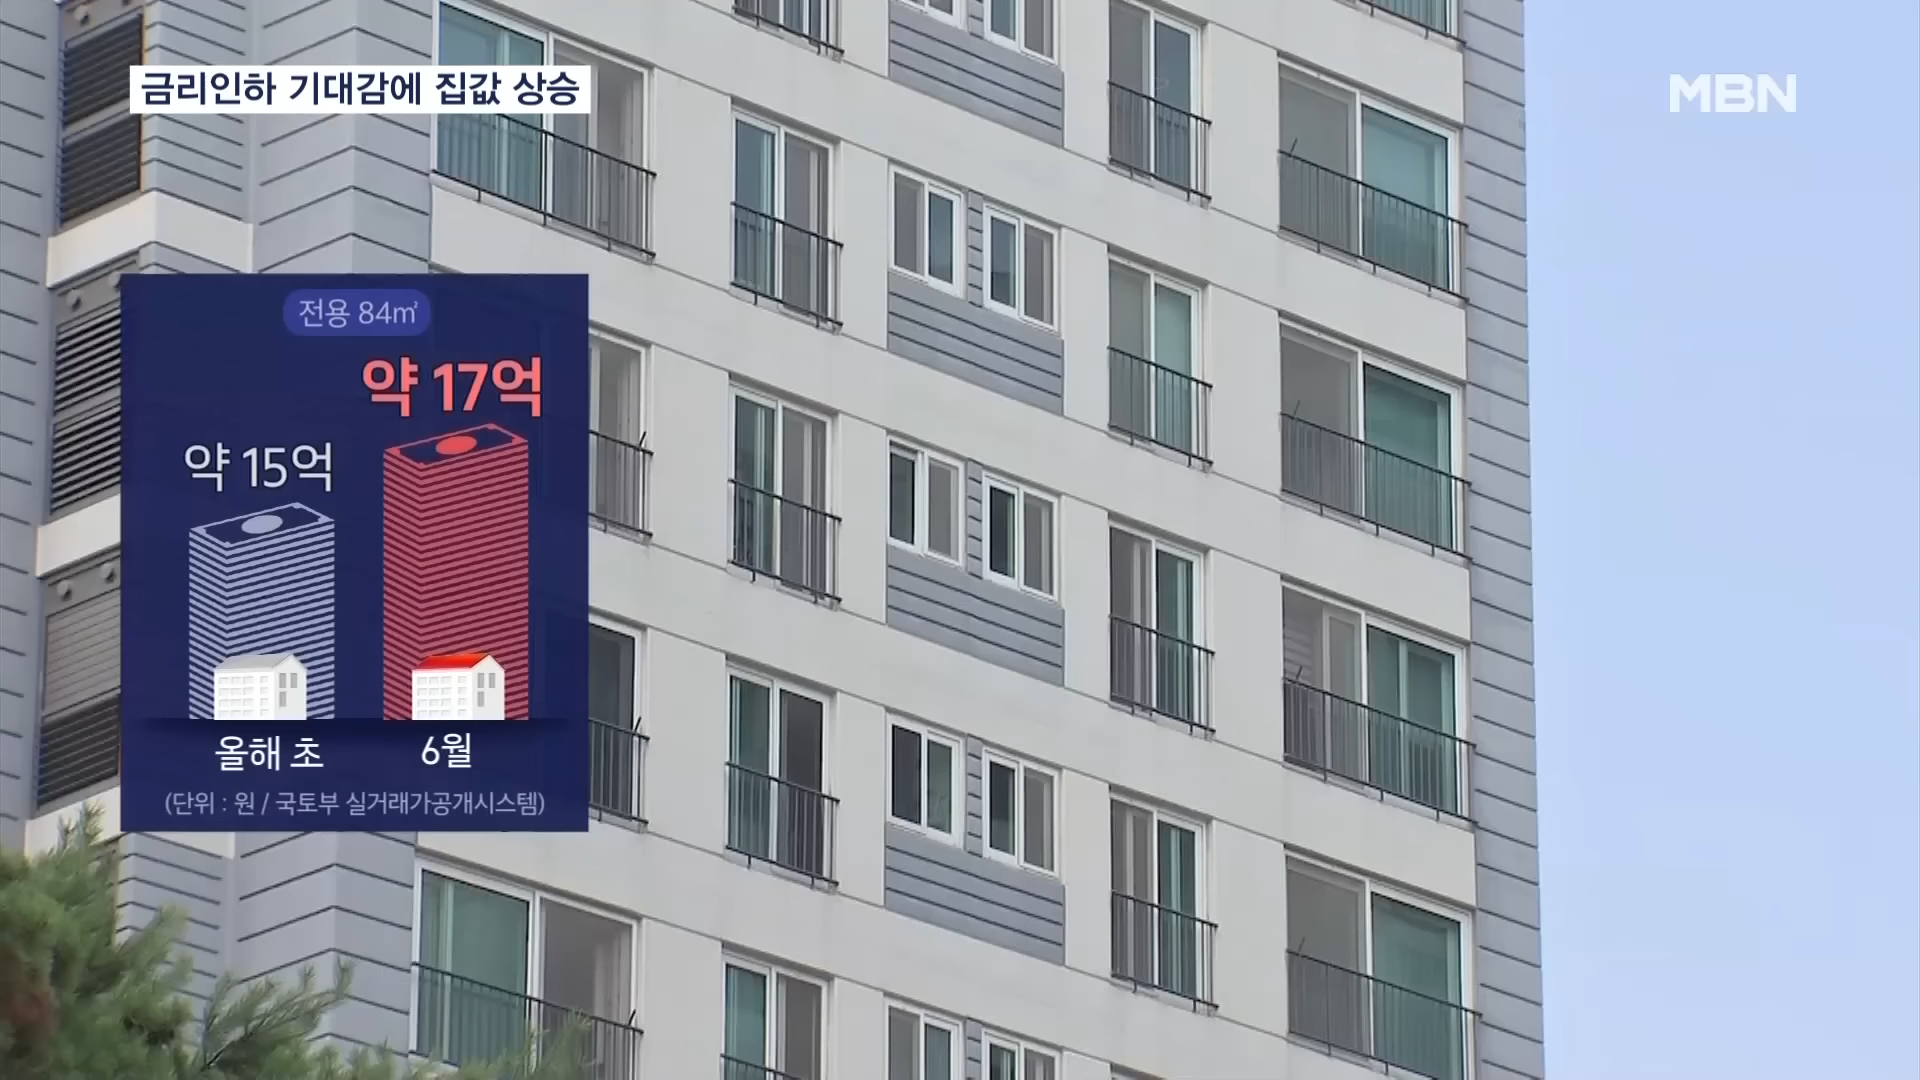 금리인하 기대감에 집값 상승
MBN
전용 84㎡
약 17억
약 15억
올해 초
6월
(단위 : 원 / 국토부 실거래가공개시스템)